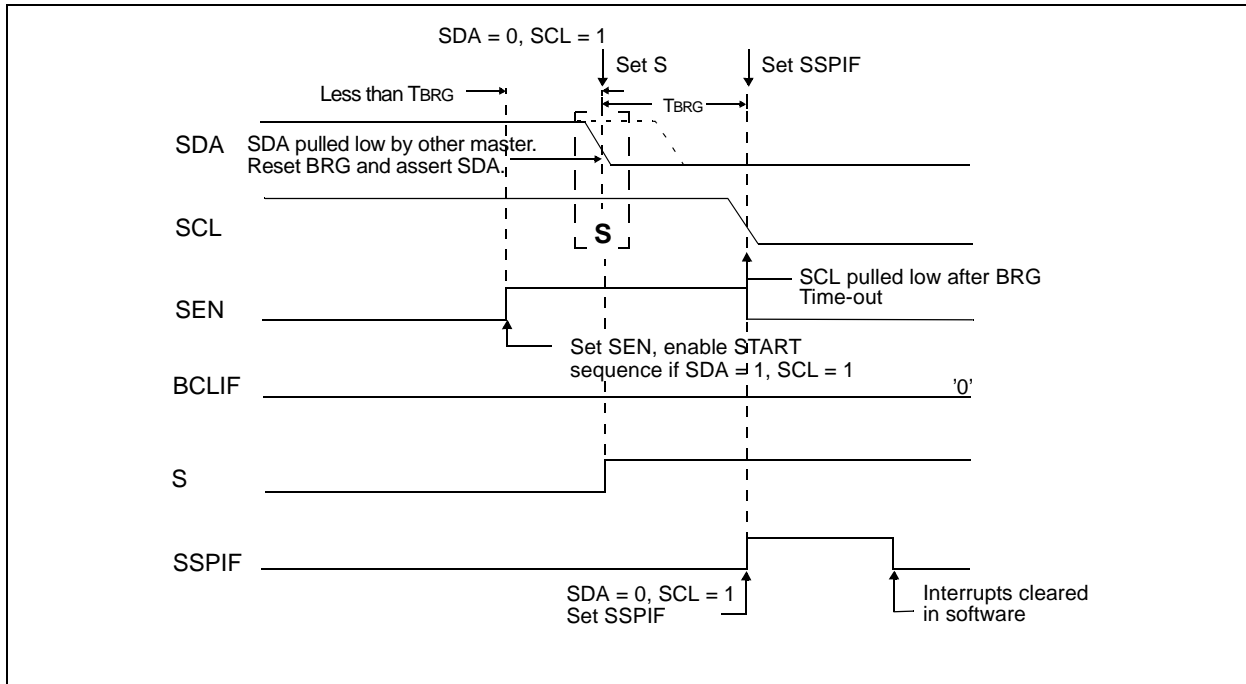 SDA = 0, SCL = 1
Set S
Set SSPIF
Less than TBRG
TBRG
SDA
SDA pulled low by other master.
Reset BRG and assert SDA.
SCL
S
SCL pulled low after BRG
Time-out
SEN
Set SEN, enable START
sequence if SDA = 1, SCL = 1
BCLIF
'0'
S
SSPIF
SDA = 0, SCL = 1
Set SSPIF
Interrupts cleared
in software